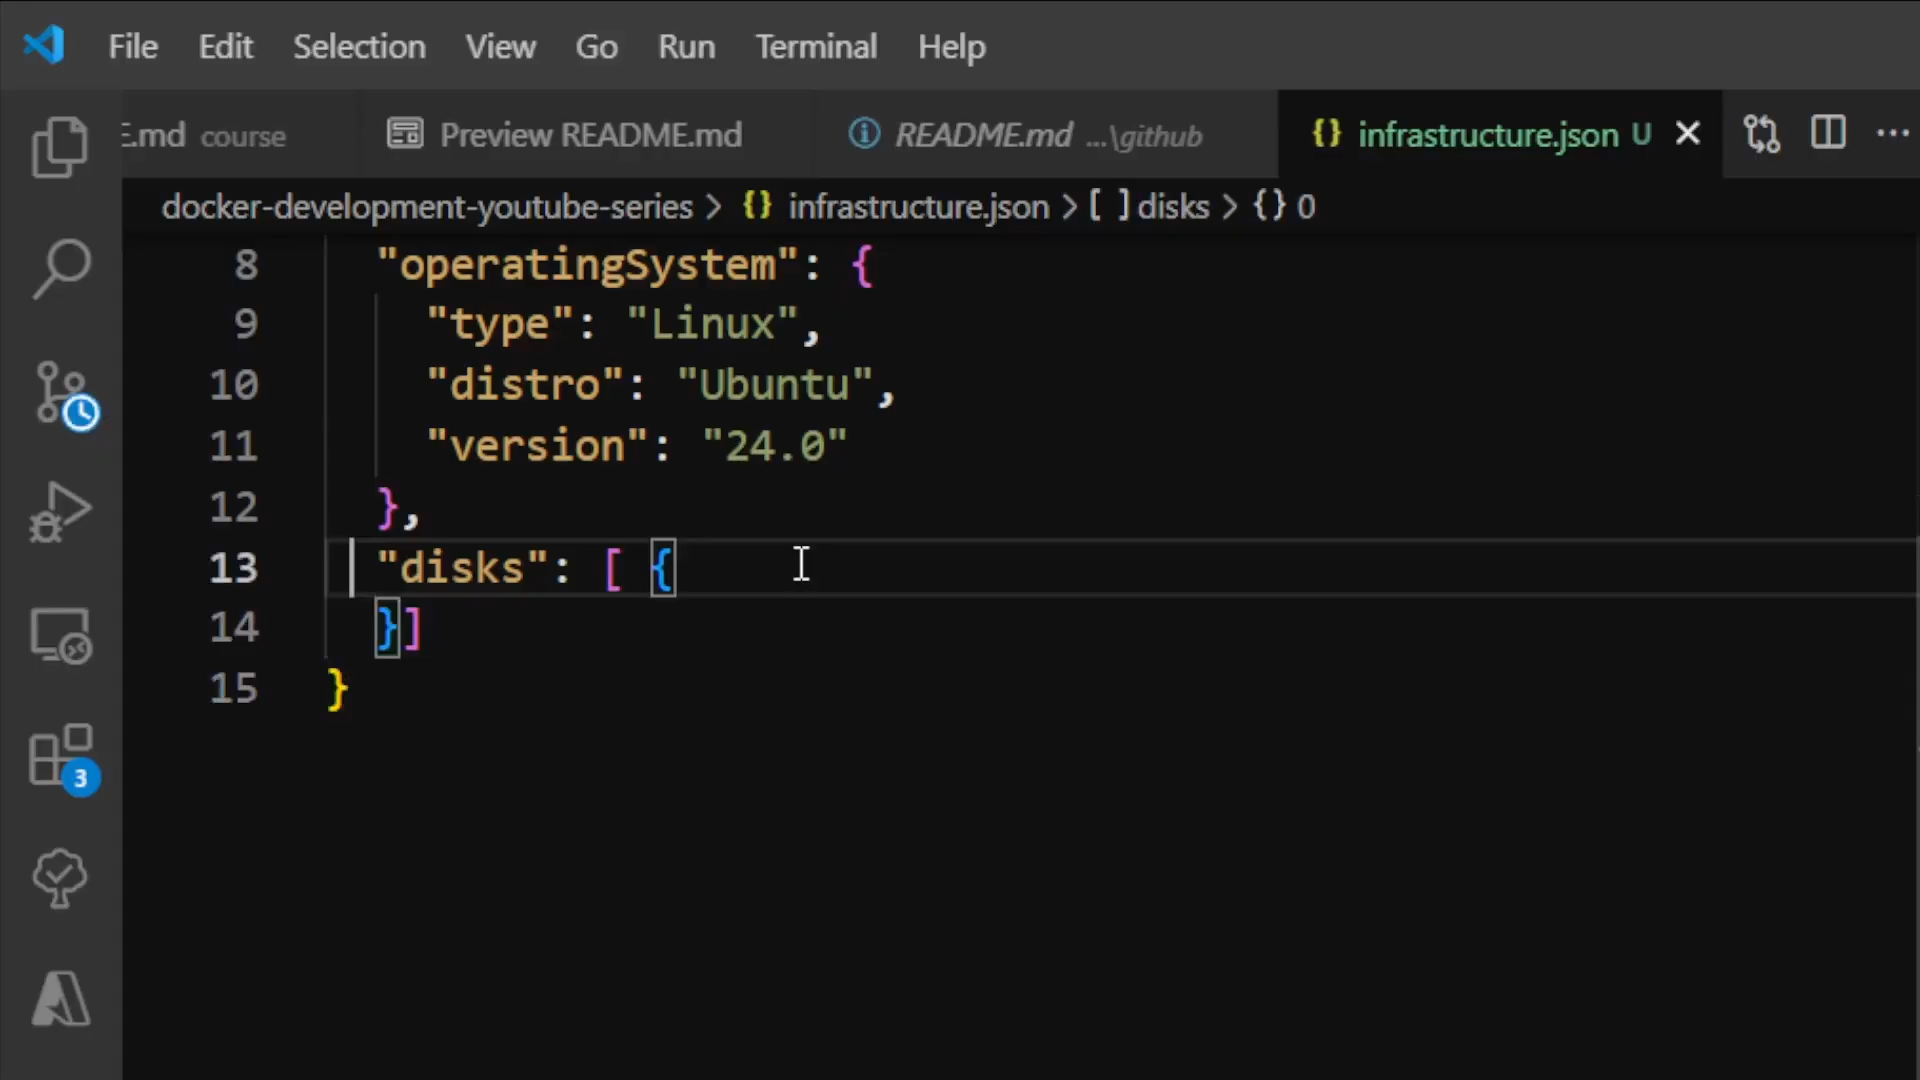 File Edit Selection View Go Run Terminal Help
E.md course Preview README.md README.md ...\github {} infrastructure.json U
docker-development-youtube-series > {} infrastructure.json > [ ] disks > {} 0
8 "operatingSystem": {
9 "type": "Linux",
10 "distro": "Ubuntu",
11 "version": "24.0"
12 },
13 "disks": [ {
14 }]
15 }
3